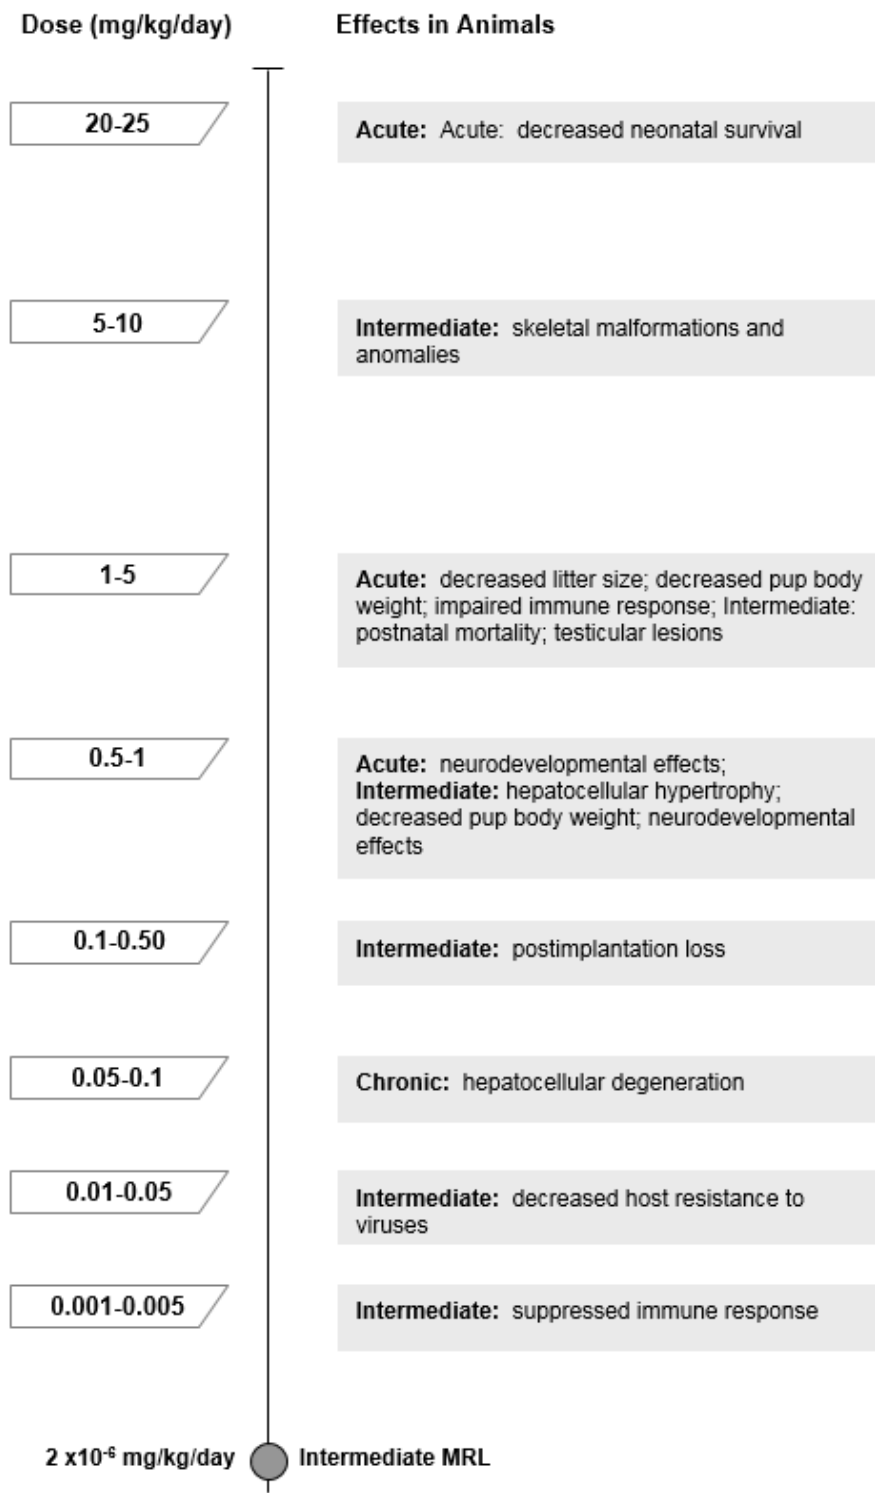 Dose (mg/kg/day) Effects in Animals
20-25
Acute: Acute: decreased neonatal survival
5-10
Intermediate: skeletal malformations and
anomalies
1-5
Acute: decreased litter size; decreased pup body
weight; impaired immune response; Intermediate:
postnatal mortality; testicular lesions
0.5-1
Acute: neurodevelopmental effects;
Intermediate: hepatocellular hypertrophy;
decreased pup body weight; neurodevelopmental
effects
0.1-0.50
Intermediate: postimplantation loss
0.05-0.1
Chronic: hepatocellular degeneration
0.01-0.05
Intermediate: decreased host resistance to
viruses
0.001-0.005
Intermediate: suppressed immune response
2 x10⁻⁶ mg/kg/day Intermediate MRL